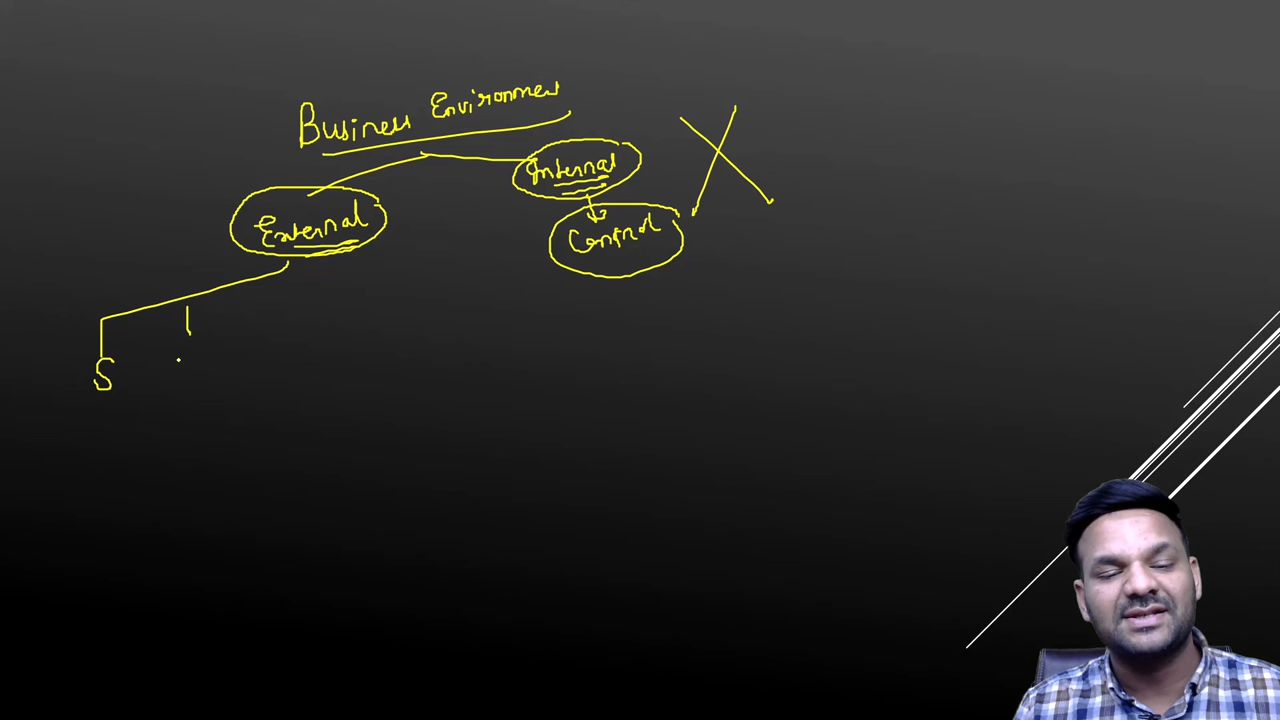 Business Environment
Internal
External
Control
S